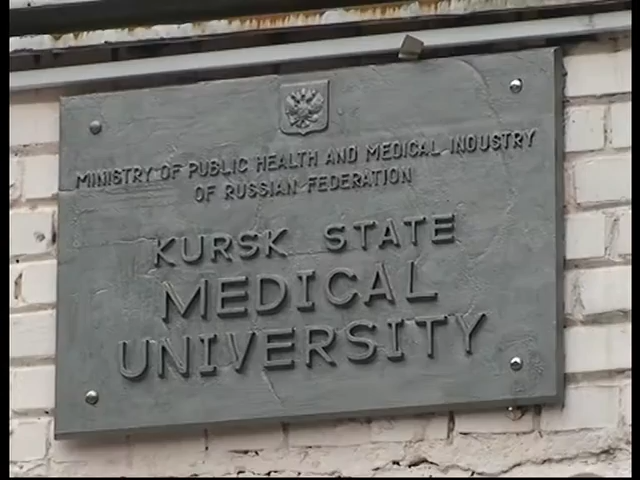 MINISTRY OF PUBLIC HEALTH AND MEDICAL INDUSTRY
OF RUSSIAN FEDERATION
KURSK STATE
MEDICAL
UNIVERSITY